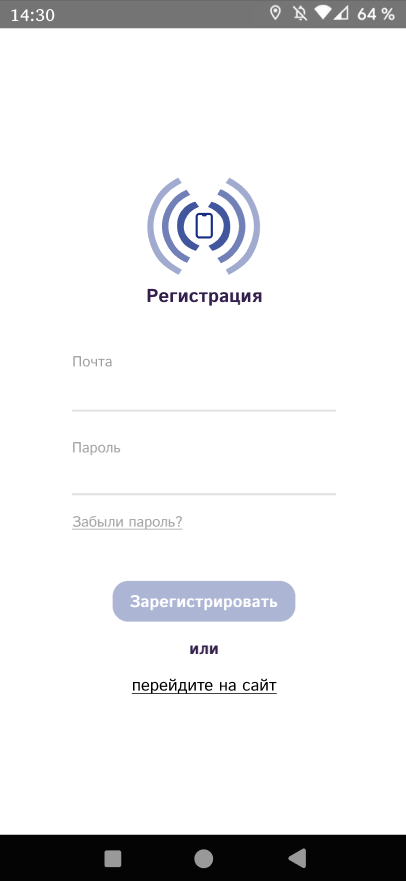 14:30
64 %
Регистрация
Почта
Пароль
Забыли пароль?
Зарегистрировать
или
перейдите на сайт